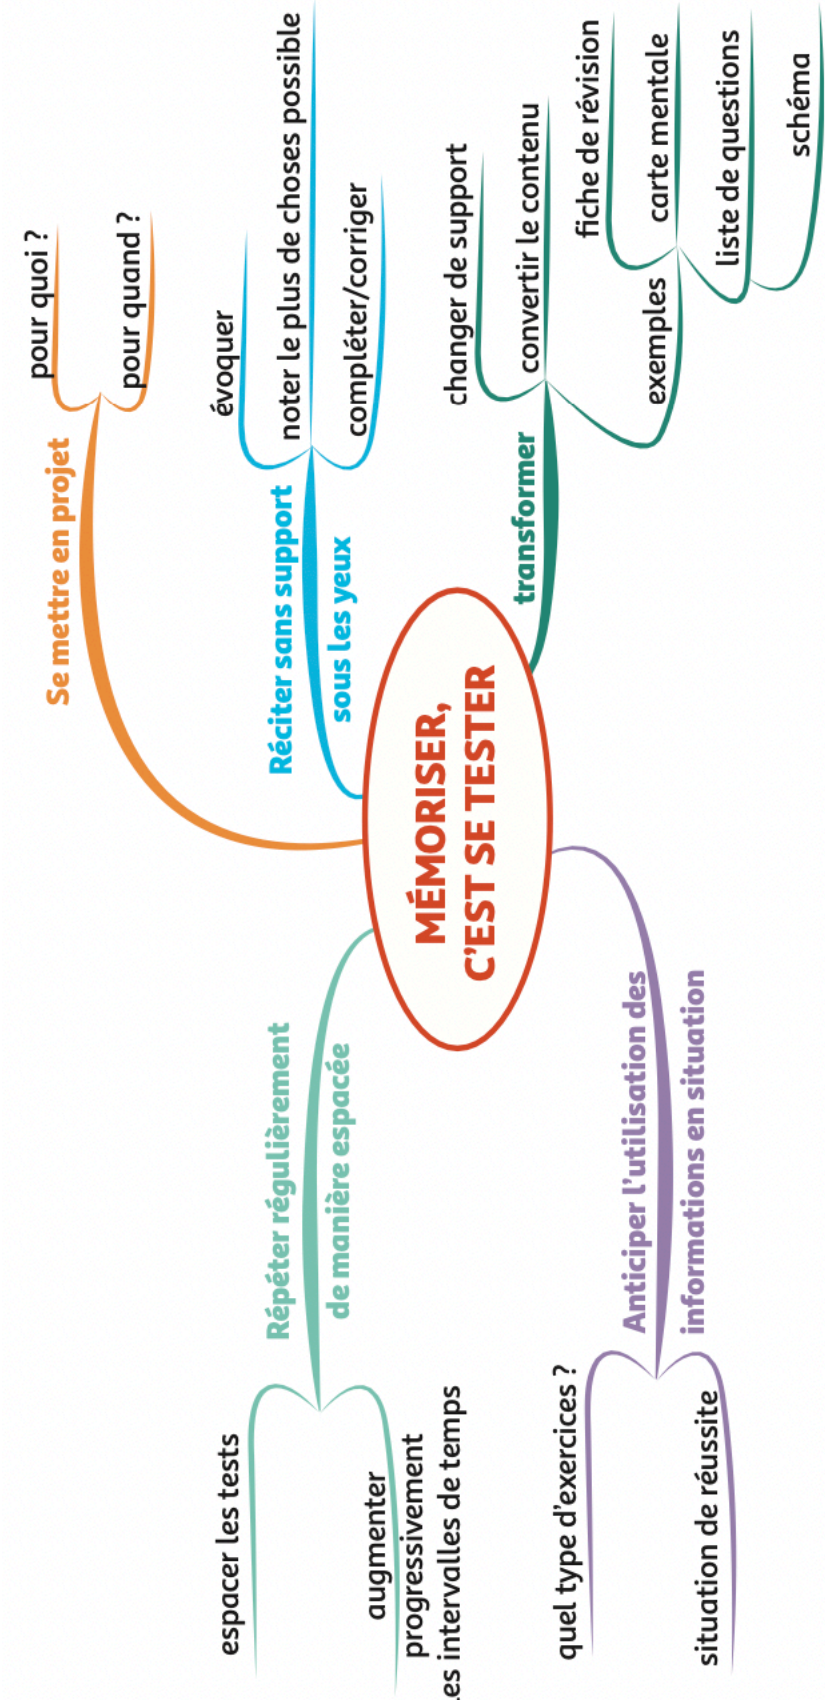 MÉMORISER,
C'EST SE TESTER
Se mettre en projet
pour quoi ?
pour quand ?
Réciter sans support
sous les yeux
évoquer
noter le plus de choses possible
compléter/corriger
transformer
changer de support
convertir le contenu
exemples
fiche de révision
carte mentale
liste de questions
schéma
Anticiper l'utilisation des
informations en situation
quel type d'exercices ?
situation de réussite
Répéter régulièrement
de manière espacée
espacer les tests
augmenter
progressivement
es intervalles de temps